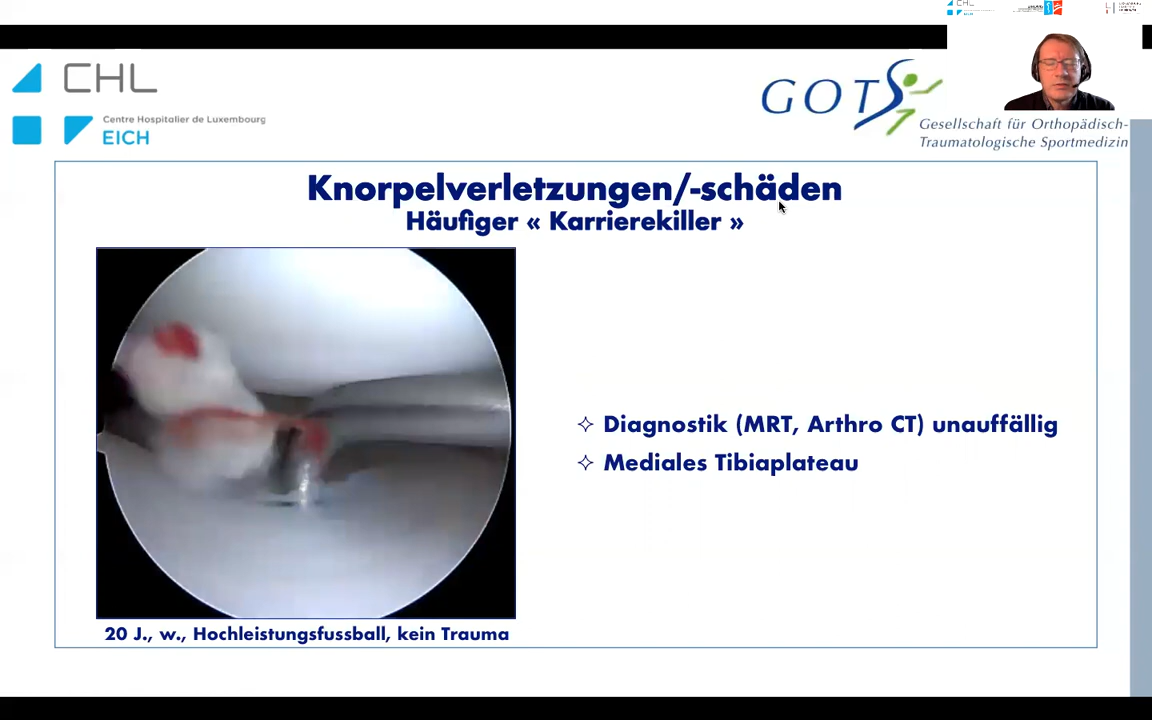 CHL
Centre Hospitalier de Luxembourg
EICH
GOTS
Gesellschaft für Orthopädisch-
Traumatologische Sportmedizin
Knorpelverletzungen/-schäden
Häufiger « Karrierekiller »
✧ Diagnostik (MRT, Arthro CT) unauffällig
✧ Mediales Tibiaplateau
20 J., w., Hochleistungsfussball, kein Trauma